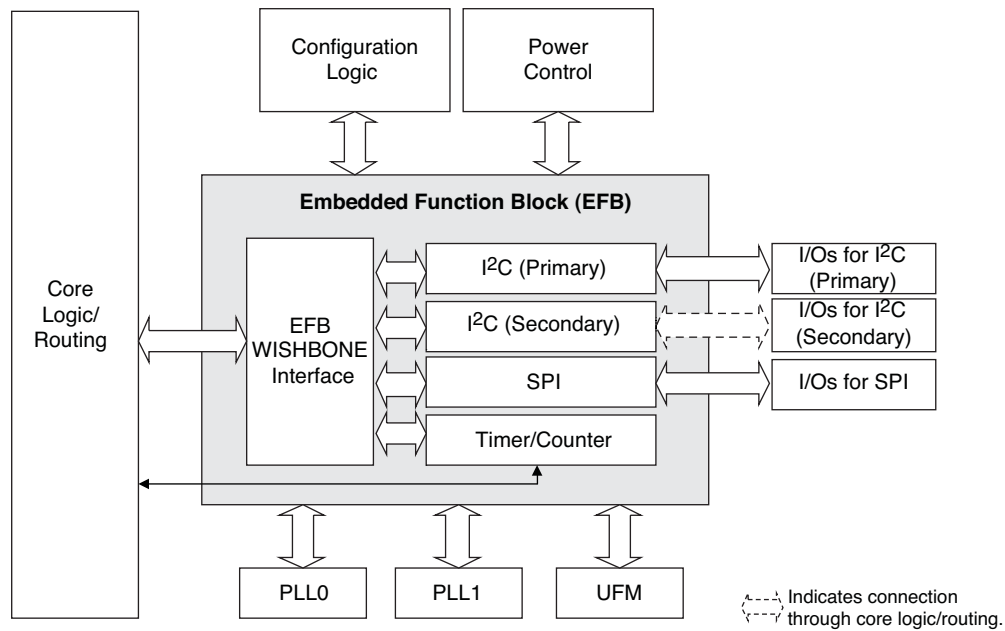 Configuration
Logic
Power
Control
Embedded Function Block (EFB)
Core
Logic/
Routing
EFB
WISHBONE
Interface
I²C (Primary)
I²C (Secondary)
SPI
Timer/Counter
I/Os for I²C
(Primary)
I/Os for I²C
(Secondary)
I/Os for SPI
PLL0
PLL1
UFM
Indicates connection
through core logic/routing.